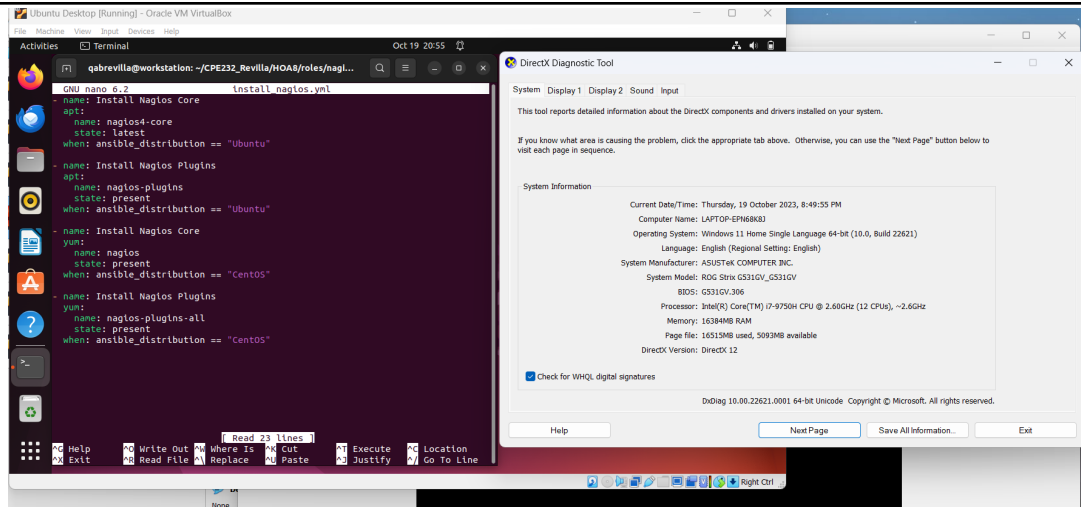 Ubuntu Desktop [Running] - Oracle VM VirtualBox
File Machine View Input Devices Help
Activities Terminal Oct 19 20:55
qabrevilla@workstation: ~/CPE232_Revilla/HOA8/roles/nagi...
GNU nano 6.2 install_nagios.yml
- name: Install Nagios Core
apt:
name: nagios4-core
state: latest
when: ansible_distribution == "Ubuntu"
- name: Install Nagios Plugins
apt:
name: nagios-plugins
state: present
when: ansible_distribution == "Ubuntu"
- name: Install Nagios Core
yum:
name: nagios
state: present
when: ansible_distribution == "CentOS"
- name: Install Nagios Plugins
yum:
name: nagios-plugins-all
state: present
when: ansible_distribution == "CentOS"
[ Read 23 lines ]
^G Help ^O Write Out ^W Where Is ^K Cut ^T Execute ^C Location
^X Exit ^R Read File ^\ Replace ^U Paste ^J Justify ^/ Go To Line
Right Ctrl
None
DirectX Diagnostic Tool
System Display 1 Display 2 Sound Input
This tool reports detailed information about the DirectX components and drivers installed on your system.
If you know what area is causing the problem, click the appropriate tab above. Otherwise, you can use the "Next Page" button below to
visit each page in sequence.
System Information
Current Date/Time: Thursday, 19 October 2023, 8:49:55 PM
Computer Name: LAPTOP-EPN68K8J
Operating System: Windows 11 Home Single Language 64-bit (10.0, Build 22621)
Language: English (Regional Setting: English)
System Manufacturer: ASUSTeK COMPUTER INC.
System Model: ROG Strix G531GV_G531GV
BIOS: G531GV.306
Processor: Intel(R) Core(TM) i7-9750H CPU @ 2.60GHz (12 CPUs), ~2.6GHz
Memory: 16384MB RAM
Page file: 16515MB used, 5093MB available
DirectX Version: DirectX 12
Check for WHQL digital signatures
DxDiag 10.00.22621.0001 64-bit Unicode Copyright © Microsoft. All rights reserved.
Help Next Page Save All Information... Exit